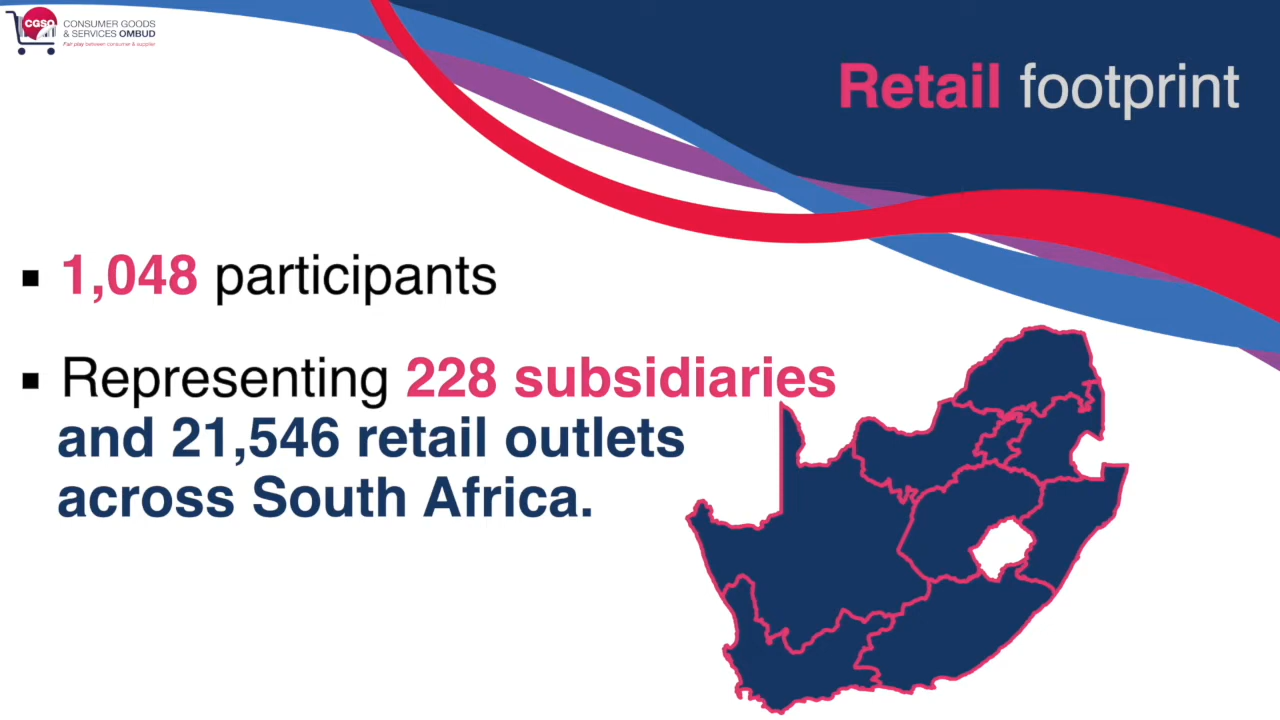 CGSO
CONSUMER GOODS
& SERVICES OMBUD
Fair play between consumer & supplier
Retail footprint
▪ 1,048 participants
▪ Representing 228 subsidiaries
and 21,546 retail outlets
across South Africa.